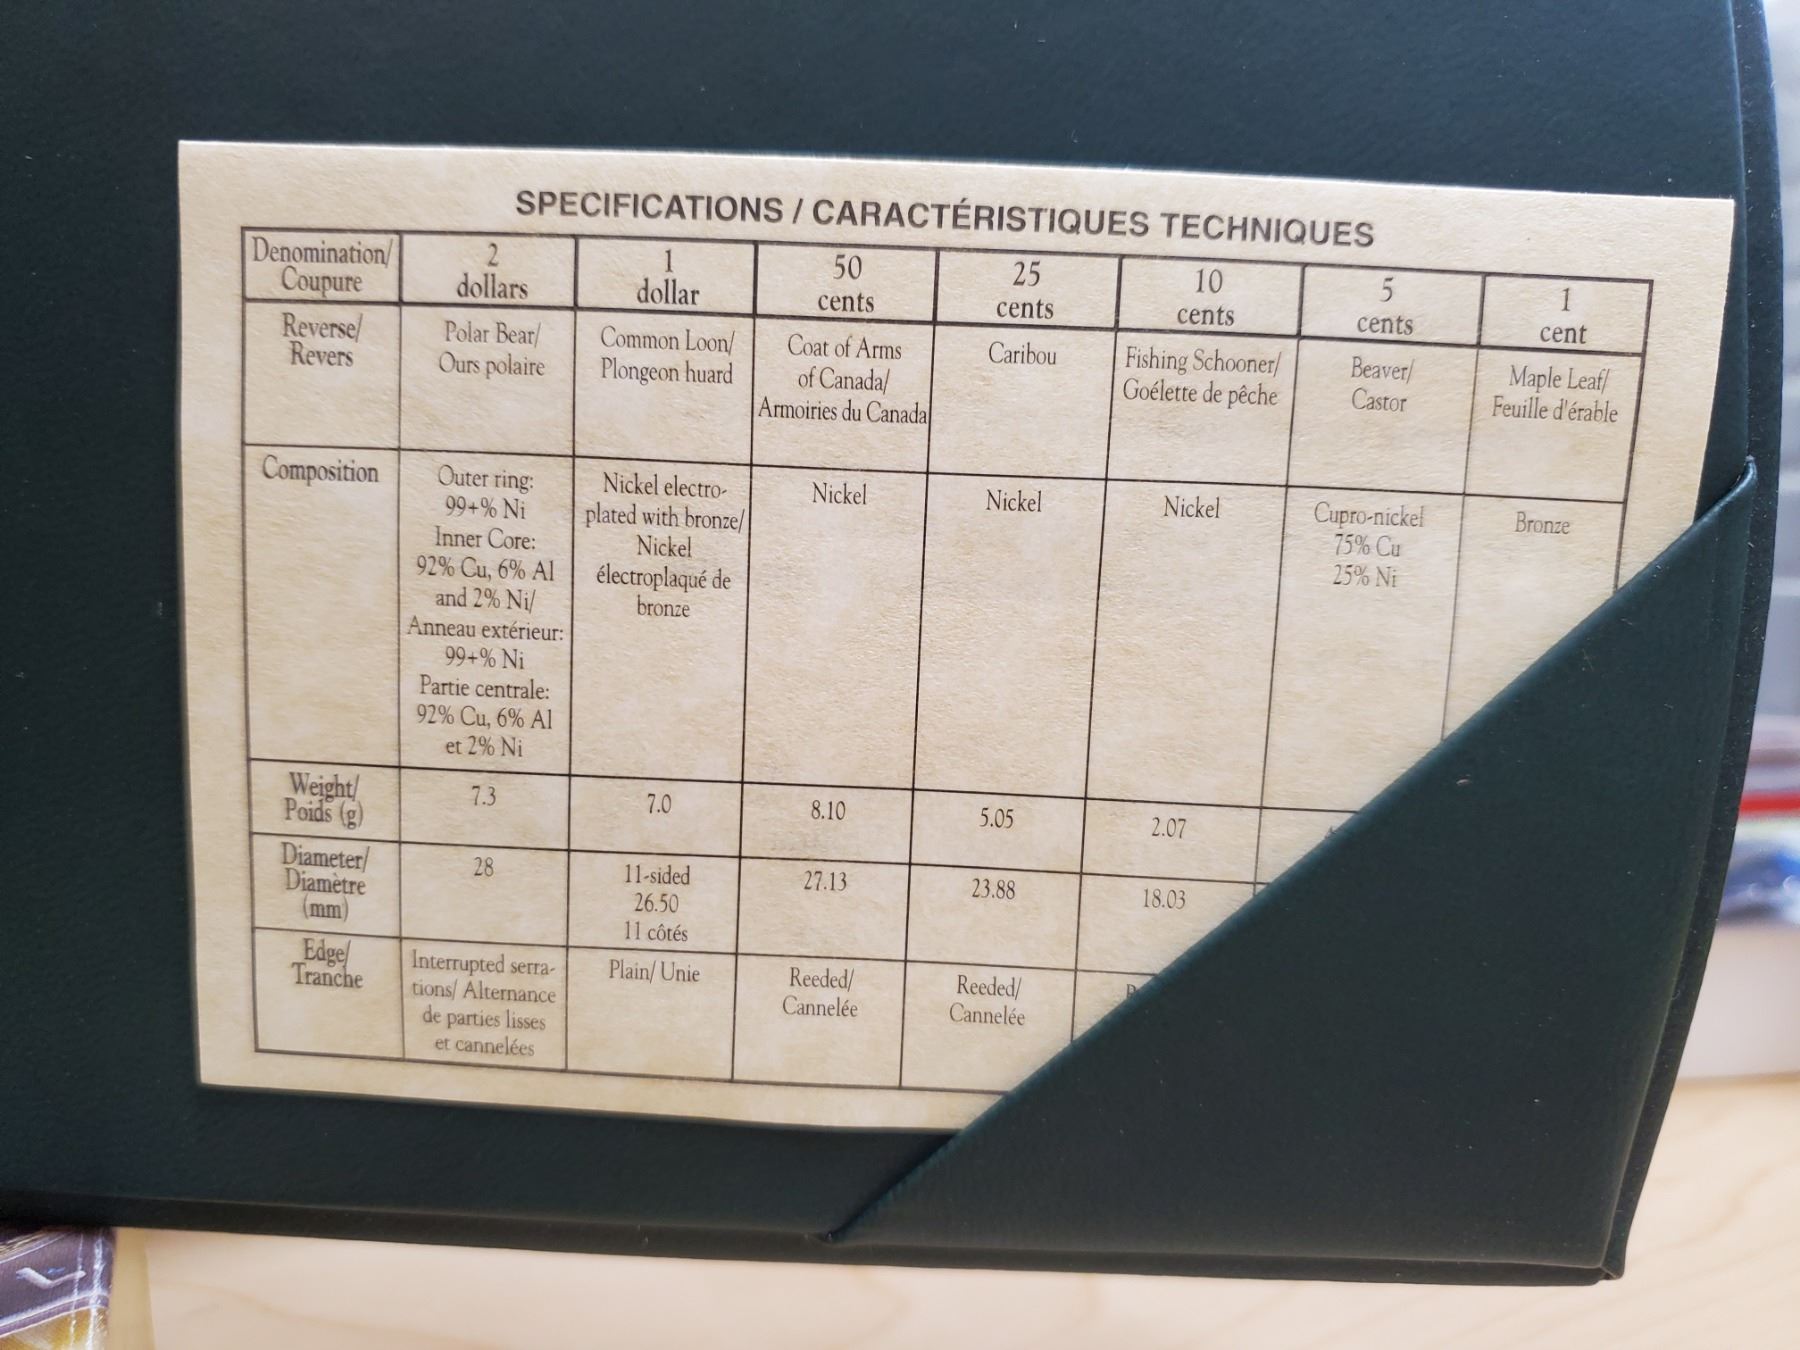 SPECIFICATIONS / CARACTÉRISTIQUES TECHNIQUES
Denomination/
Coupure
2
dollars
1
dollar
50
cents
25
cents
10
cents
5
cents
1
cent
Reverse/
Revers
Polar Bear/
Ours polaire
Common Loon/
Plongeon huard
Coat of Arms
of Canada/
Armoiries du Canada
Caribou
Fishing Schooner/
Goélette de pêche
Beaver/
Castor
Maple Leaf/
Feuille d'érable
Composition
Outer ring:
99+% Ni
Inner Core:
92% Cu, 6% Al
and 2% Ni/
Anneau extérieur:
99+% Ni
Partie centrale:
92% Cu, 6% Al
et 2% Ni
Nickel electro-
plated with bronze/
Nickel
électroplaqué de
bronze
Nickel
Nickel
Nickel
Cupro-nickel
75% Cu
25% Ni
Bronze
Weight/
Poids (g)
7.3
7.0
8.10
5.05
2.07
Diameter/
Diamètre
(mm)
28
11-sided
26.50
11 côtés
27.13
23.88
18.03
Edge/
Tranche
Interrupted serra-
tions/ Alternance
de parties lisses
et cannelées
Plain/ Unie
Reeded/
Cannelée
Reeded/
Cannelée